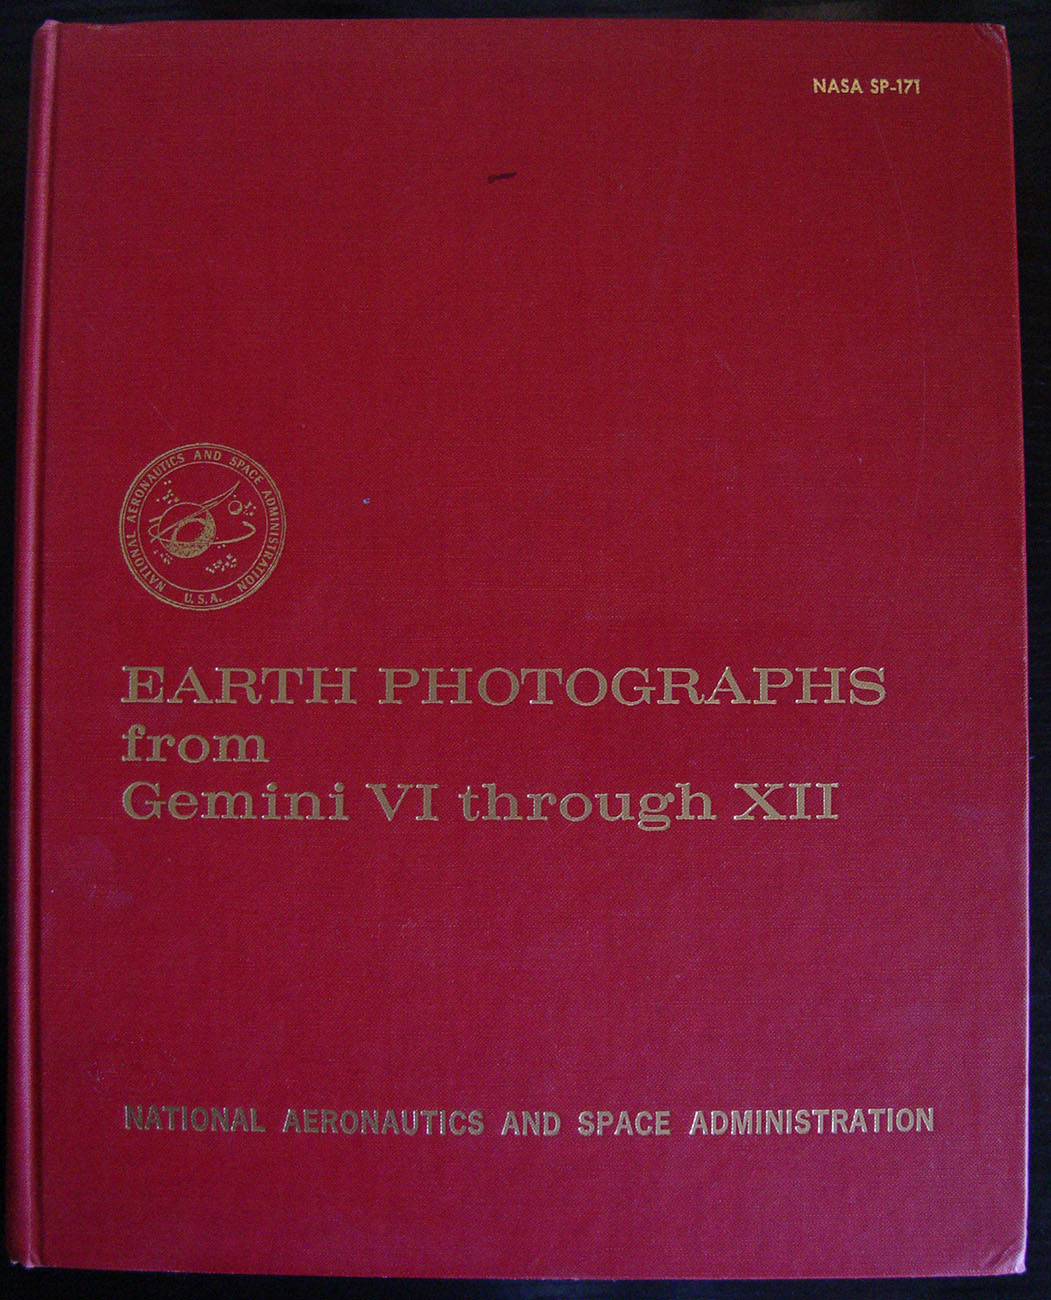 NASA SP-171
NATIONAL AERONAUTICS AND SPACE ADMINISTRATION
U.S.A.
EARTH PHOTOGRAPHS
from
Gemini VI through XII
NATIONAL AERONAUTICS AND SPACE ADMINISTRATION